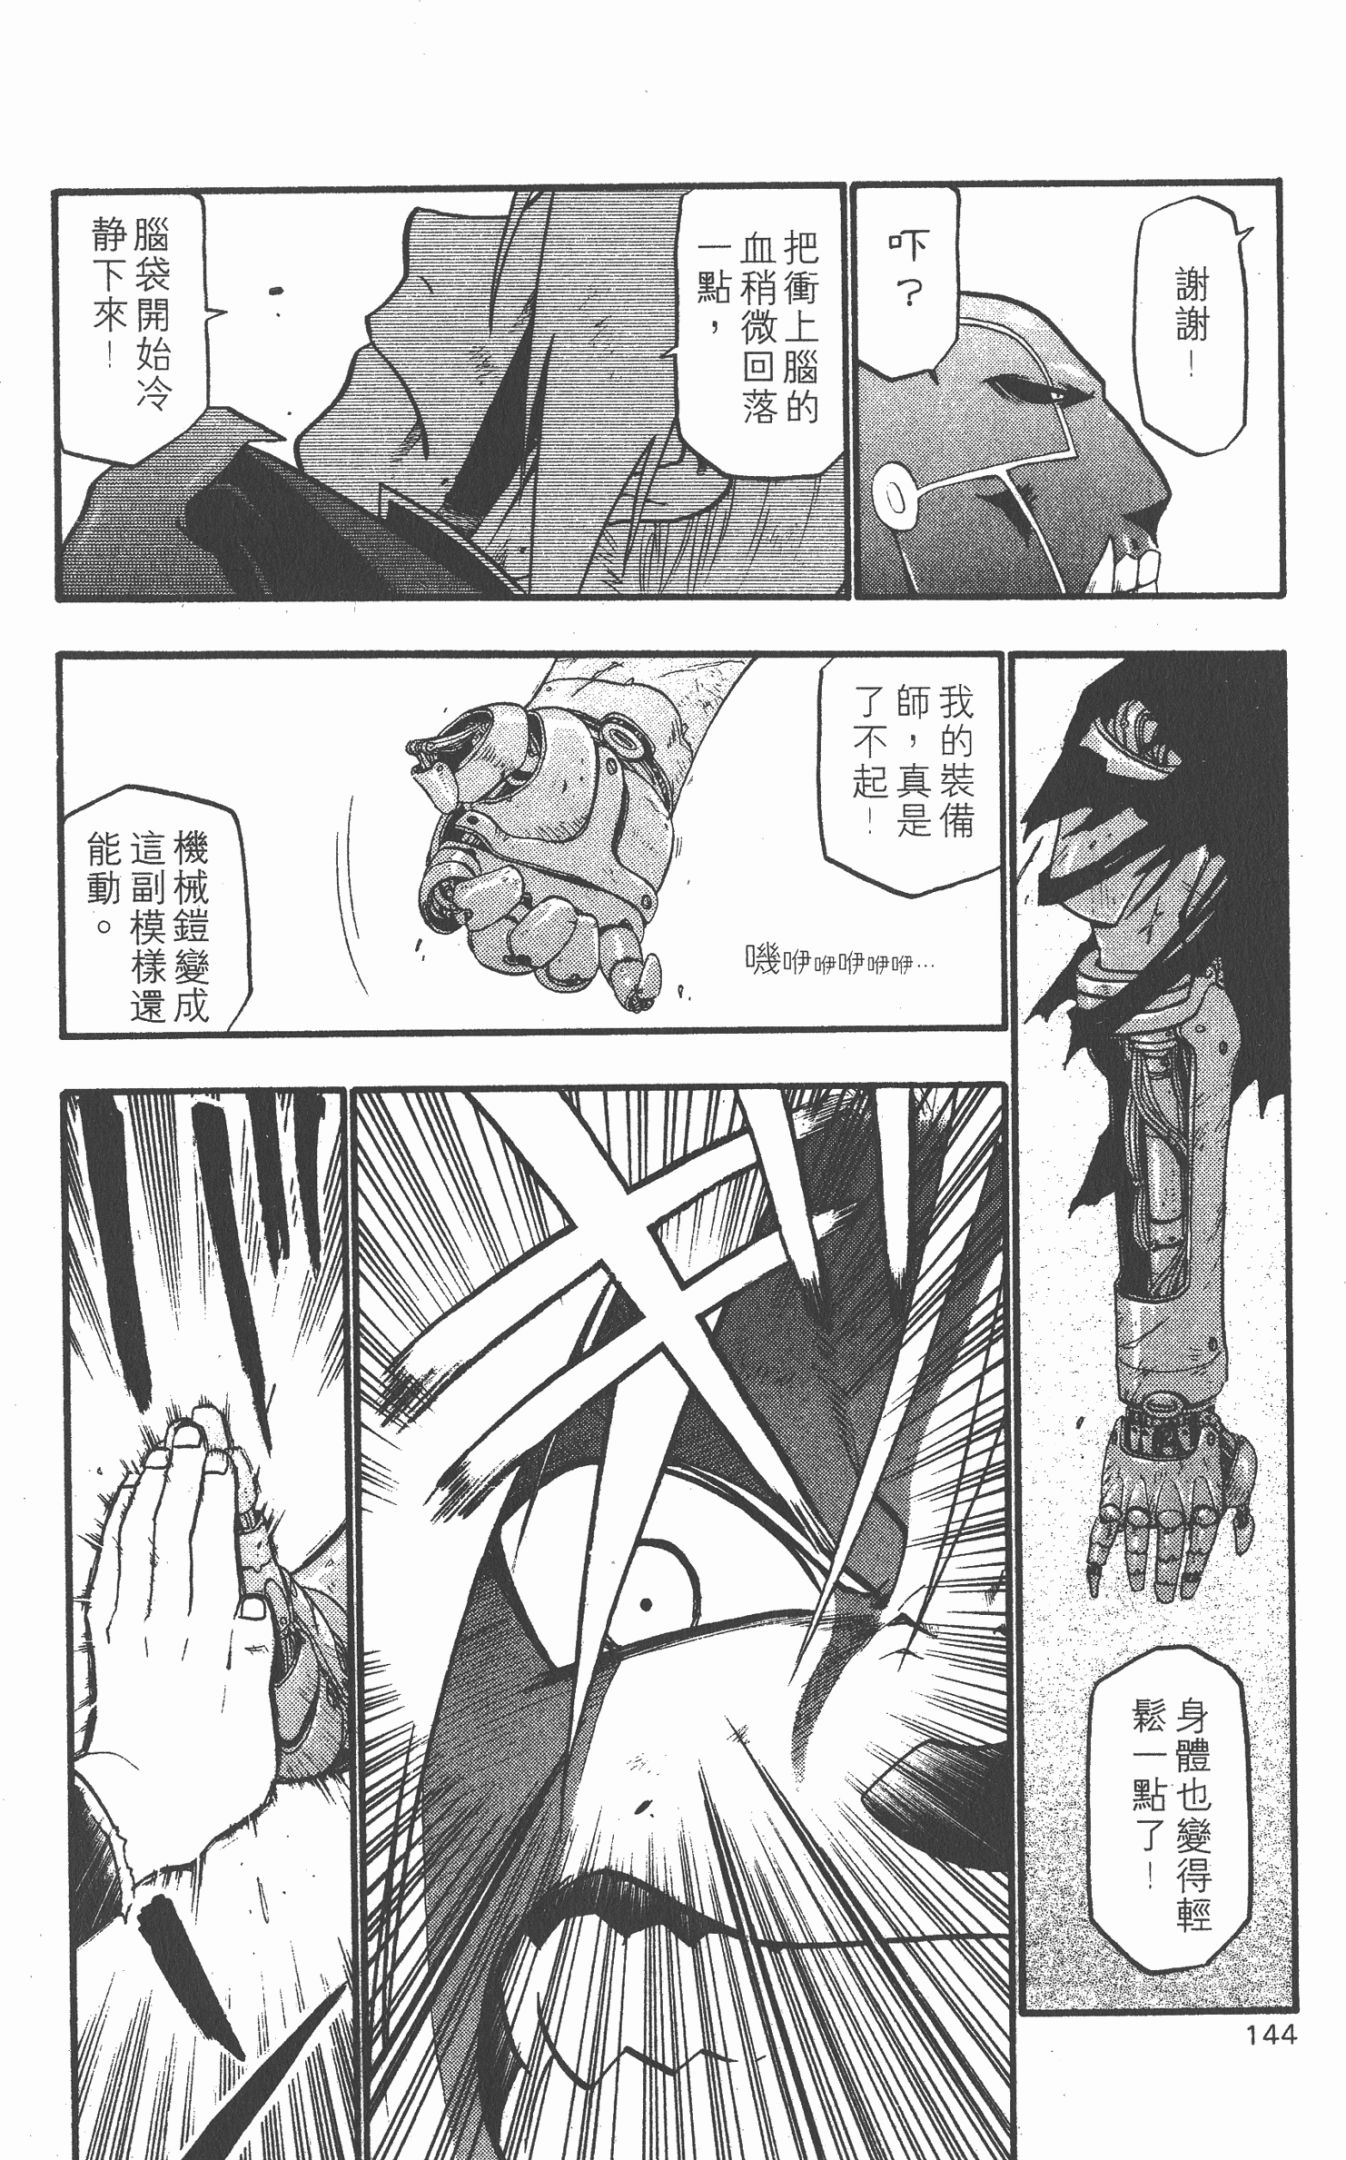 謝謝！
吓？
把衝上腦的
血稍微回落
一點，
腦袋開始冷
静下來！
身體也變得輕
鬆一點了！
我的裝備
師，真是
了不起！
嘰咿咿咿咿咿…
機械鎧變成
這副模樣還
能動。
144